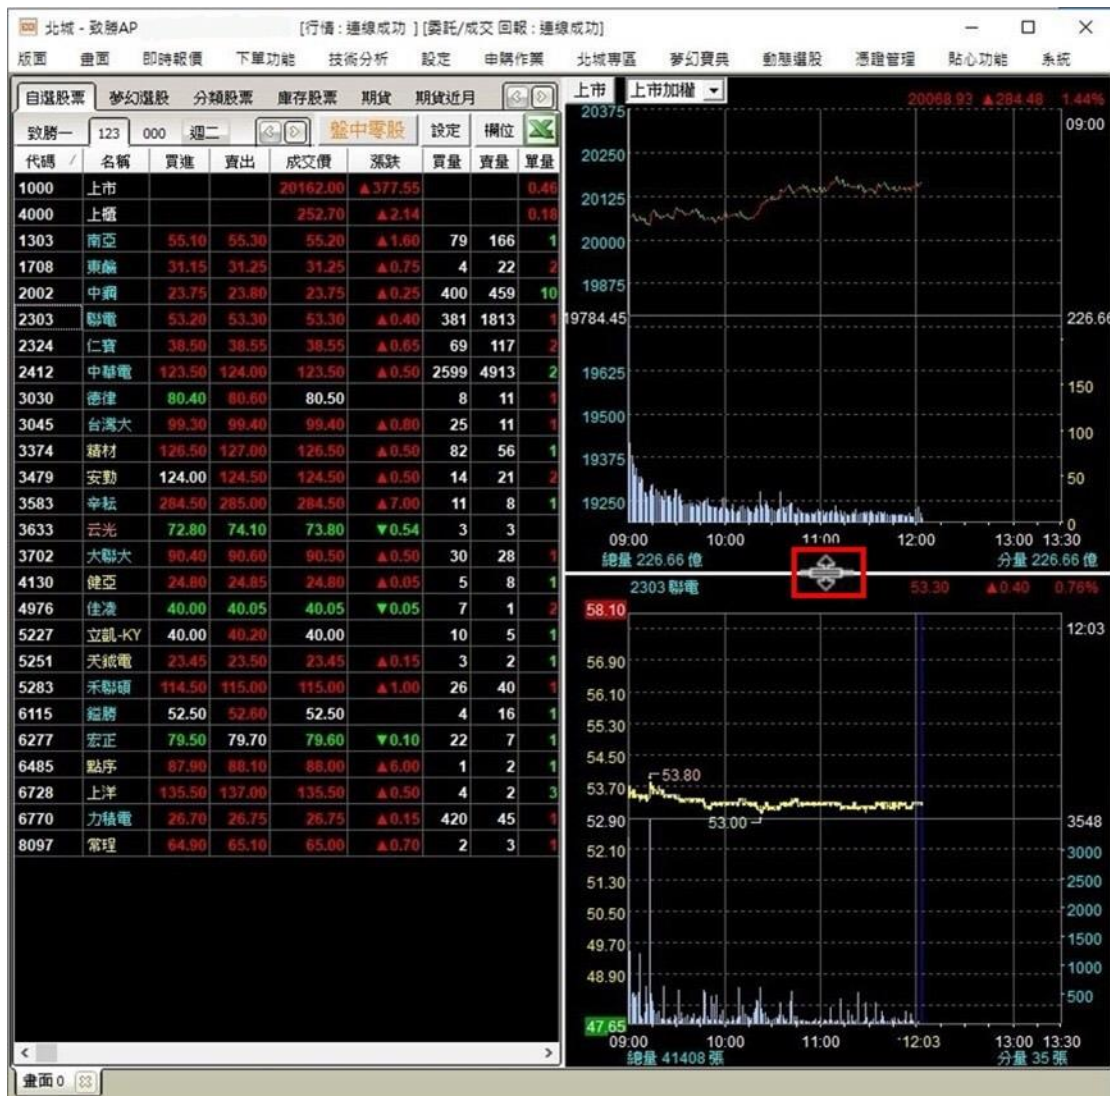 北城 - 致勝AP [行情 : 連線成功 ] [委託/成交 回報 : 連線成功]
版面 畫面 即時報價 下單功能 技術分析 設定 申購作業 北城專區 夢幻寶典 動態選股 憑證管理 貼心功能 系統
自選股票 夢幻選股 分類股票 庫存股票 期貨 期貨近月
致勝一 123 000 週二 盤中零股 設定 欄位
代碼 名稱 買進 賣出 成交價 漲跌 買量 賣量 單量
1000 上市 20162.00 ▲377.55 0.46
4000 上櫃 252.70 ▲2.14 0.18
1303 南亞 55.10 55.30 55.20 ▲1.60 79 166 1
1708 東鹼 31.15 31.25 31.25 ▲0.75 4 22 2
2002 中鋼 23.75 23.80 23.75 ▲0.25 400 459 10
2303 聯電 53.20 53.30 53.30 ▲0.40 381 1813 1
2324 仁寶 38.50 38.55 38.55 ▲0.65 69 117 2
2412 中華電 123.50 124.00 123.50 ▲0.50 2599 4913 2
3030 德律 80.40 80.60 80.50 8 11 1
3045 台灣大 99.30 99.40 99.40 ▲0.80 25 11 1
3374 精材 126.50 127.00 126.50 ▲0.50 82 56 1
3479 安勤 124.00 124.50 124.50 ▲0.50 14 21 2
3583 辛耘 284.50 285.00 284.50 ▲7.00 11 8 1
3633 云光 72.80 74.10 73.80 ▼0.54 3 3
3702 大聯大 90.40 90.60 90.50 ▲0.50 30 28 1
4130 健亞 24.80 24.85 24.80 ▲0.05 5 8 1
4976 佳凌 40.00 40.05 40.05 ▼0.05 7 1 2
5227 立凱-KY 40.00 40.20 40.00 10 5 1
5251 天鉞電 23.45 23.50 23.45 ▲0.15 3 2 1
5283 禾聯碩 114.50 115.00 115.00 ▲1.00 26 40 1
6115 鎰勝 52.50 52.60 52.50 4 16 1
6277 宏正 79.50 79.70 79.60 ▼0.10 22 7 1
6485 點序 87.90 88.10 88.00 ▲6.00 1 2 1
6728 上洋 135.50 137.00 135.50 ▲0.50 4 2 3
6770 力積電 26.70 26.75 26.75 ▲0.15 420 45 1
8097 常珵 64.90 65.10 65.00 ▲0.70 2 3 1
畫面 0
上市 上市加權
20068.93 ▲284.48 1.44%
20375 09:00
20250
20125
20000
19875
19784.45 226.66
19625 150
19500 100
19375 50
19250 0
09:00 10:00 11:00 12:00 13:00 13:30
總量 226.66 億 分量 226.66 億
2303 聯電 53.30 ▲0.40 0.76%
58.10 12:03
56.90
56.10
55.30
54.50
53.80
53.70
53.00
52.90 3548
52.10 3000
51.30 2500
50.50 2000
49.70 1500
48.90 1000
500
47.65
09:00 10:00 11:00 12:03 13:00 13:30
總量 41408 張 分量 35 張